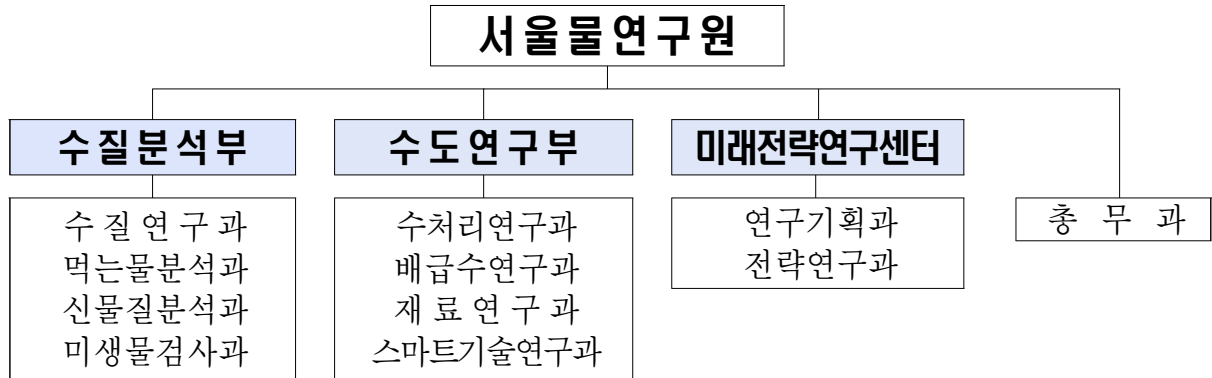 서울물연구원
수질분석부
수질연구과
먹는물분석과
신물질분석과
미생물검사과
수도연구부
수처리연구과
배급수연구과
재료연구과
스마트기술연구과
미래전략연구센터
연구기획과
전략연구과
총무과